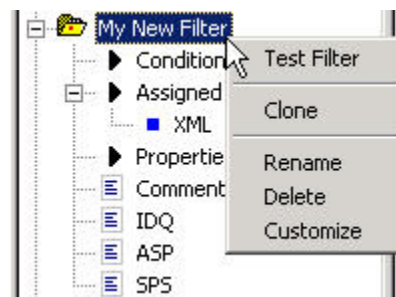 My New Filter
Condition
Assigned
XML
Propertie
Comment
IDQ
ASP
SPS
Test Filter
Clone
Rename
Delete
Customize